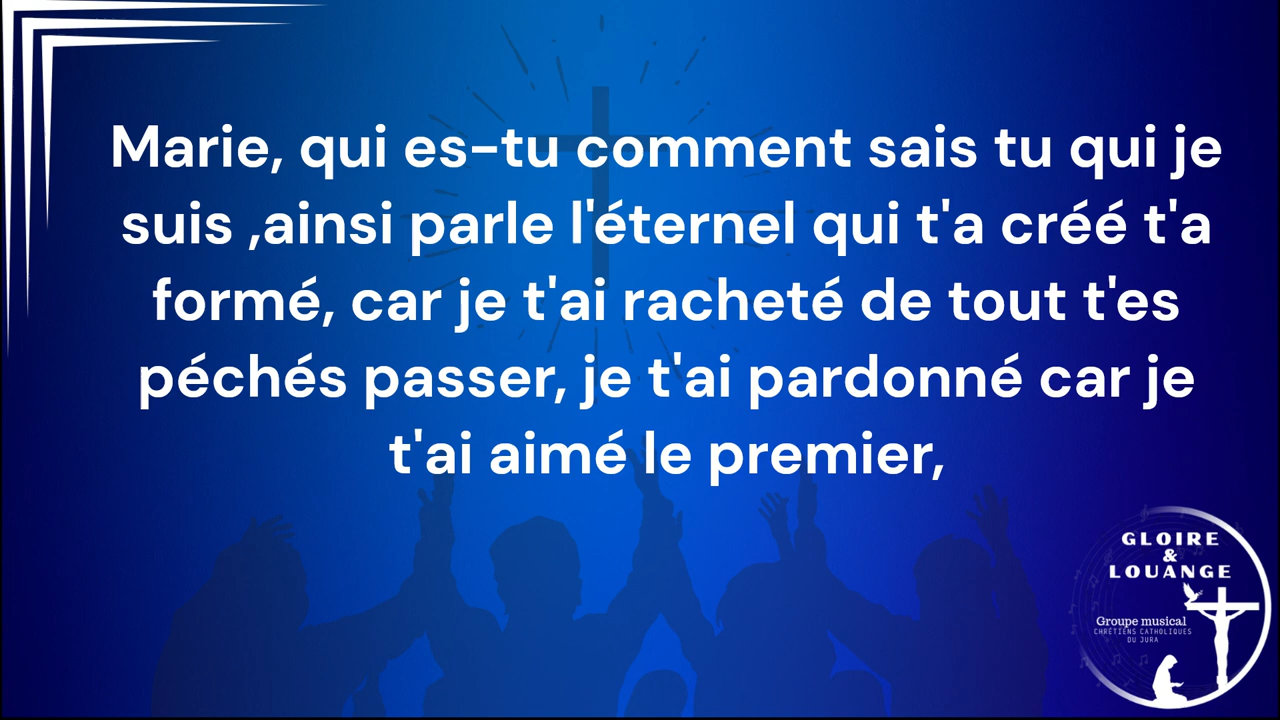 Marie, qui es-tu comment sais tu qui je
suis ,ainsi parle l'éternel qui t'a créé t'a
formé, car je t'ai racheté de tout t'es
péchés passer, je t'ai pardonné car je
t'ai aimé le premier,
GLOIRE
&
LOUANGE
Groupe musical
CHRÉTIENS CATHOLIQUES
DU JURA